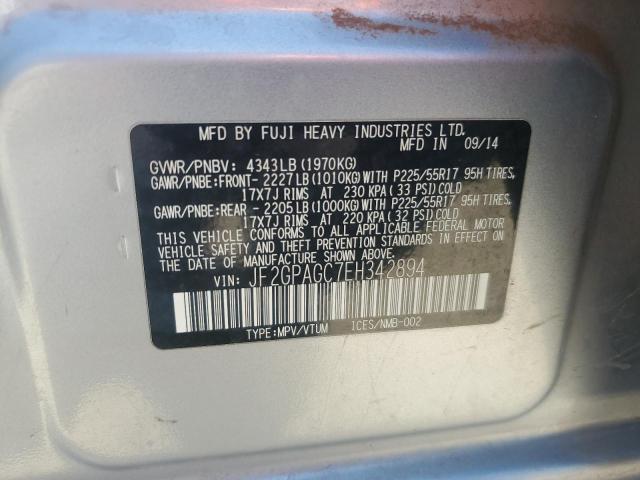 MFD BY FUJI HEAVY INDUSTRIES LTD.
MFD IN 09/14
GVWR/PNBV: 4343LB(1970KG)
GAWR/PNBE:FRONT-2227LB(1010KG)WITH P225/55R17 95H TIRES,
17X7J RIMS AT 230 KPA(33 PSI)COLD
GAWR/PNBE:REAR -2205LB(1000KG)WITH P225/55R17 95H TIRES,
17X7J RIMS AT 220 KPA(32 PSI)COLD
THIS VEHICLE CONFORMS TO ALL APPLICABLE FEDERAL MOTOR
VEHICLE SAFETY AND THEFT PREVENTION STANDARDS IN EFFECT ON
THE DATE OF MANUFACTURE SHOWN ABOVE.
VIN: JF2GPAGC7EH342894
TYPE:MPV/VTUM ICES/NMB-002